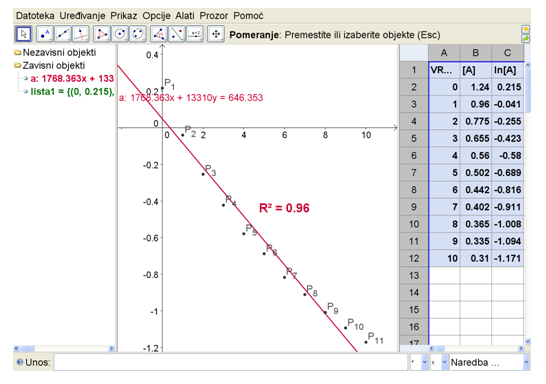 Datoteka Uređivanje Prikaz Opcije Alati Prozor Pomoć
Pomeranje: Premestite ili izaberite objekte (Esc)
Nezavisni objekti
Zavisni objekti
a: 1768.363x + 133
lista1 = {(0, 0.215),
0.4
0.2
0
-0.2
-0.4
-0.6
-0.8
-1
-1.2
0 2 4 6 8 10
a: 1768.363x + 13310y = 646.353
P1
P2
P3
P4
P5
P6
P7
P8
P9
P10
P11
R² = 0.96
A B C
1 VR... [A] ln[A]
2 0 1.24 0.215
3 1 0.96 -0.041
4 2 0.775 -0.255
5 3 0.655 -0.423
6 4 0.56 -0.58
7 5 0.502 -0.689
8 6 0.442 -0.816
9 7 0.402 -0.911
10 8 0.365 -1.008
11 9 0.335 -1.094
12 10 0.31 -1.171
13
14
15
16
17
Unos: Naredba ...